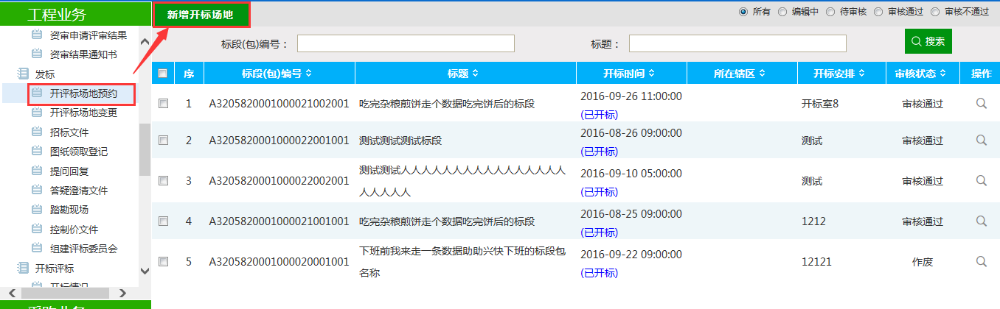 工程业务
资审申请评审结果
资审结果通知书
发标
开评标场地预约
开评标场地变更
招标文件
图纸领取登记
提问回复
答疑澄清文件
踏勘现场
控制价文件
组建评标委员会
开标评标
开标情况
采购业务
新增开标场地
所有 编辑中 待审核 审核通过 审核不通过
标段(包)编号： 标题： 搜索
序 标段(包)编号 标题 开标时间 所在辖区 开标安排 审核状态 操作
1 A3205820001000021002001 吃完杂粮煎饼走个数据吃完饼后的标段 2016-09-26 11:00:00 开标室8 审核通过
(已开标)
2 A3205820001000022001001 测试测试测试标段 2016-08-26 09:00:00 测试 审核通过
(已开标)
3 A3205820001000022002001 测试测试人人人人人人人人人人人人人人人人 2016-09-10 05:00:00 测试 审核通过
人人人人人 (已开标)
4 A3205820001000021001001 吃完杂粮煎饼走个数据吃完饼后的标段 2016-08-25 09:00:00 1212 审核通过
(已开标)
5 A3205820001000020001001 下班前我来走一条数据助助兴快下班的标段包 2016-09-22 09:00:00 12121 作废
名称 (已开标)